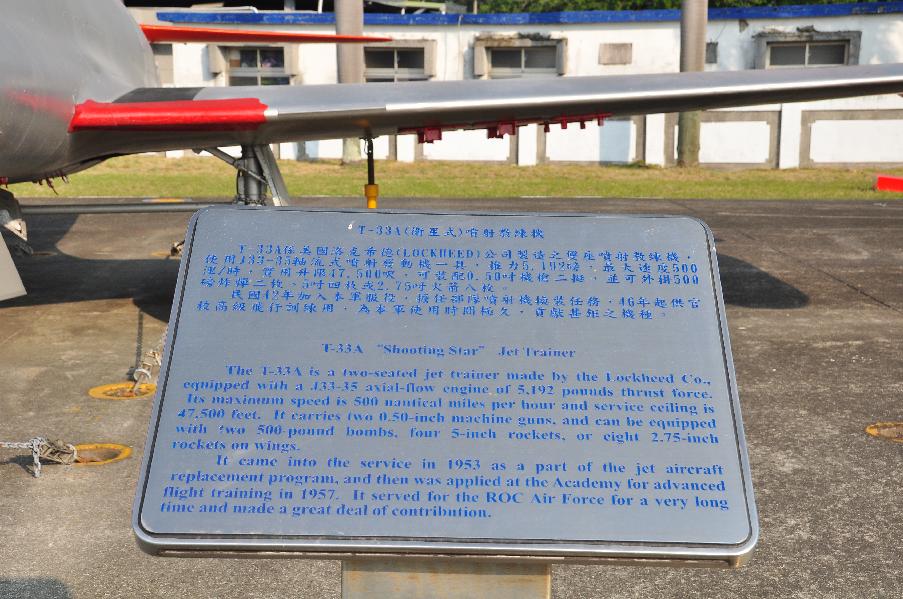 T-33A(衛星式)噴射教練機
T-33A係美國洛克希德(LOCKHEED)公司製造之雙座噴射教練機，
使用J33-35軸流式噴射發動機一具，推力5,192磅，最大速度500
浬/時，實用升限47,500呎，可裝配0.50吋機槍二挺，並可外掛500
磅炸彈二枚，5吋四枚或2.75吋火箭八枚。
民國42年加入本軍服役，擔任部隊噴射機換裝任務，46年起供官
校高級飛行訓練用，為本軍使用時間極久，貢獻甚鉅之機種。
T-33A "Shooting Star" Jet Trainer
The T-33A is a two-seated jet trainer made by the Lockheed Co.,
equipped with a J33-35 axial-flow engine of 5,192 pounds thrust force.
Its maximum speed is 500 nautical miles per hour and service ceiling is
47,500 feet. It carries two 0.50-inch machine guns, and can be equipped
with two 500-pound bombs, four 5-inch rockets, or eight 2.75-inch
rockets on wings.
It came into the service in 1953 as a part of the jet aircraft
replacement program, and then was applied at the Academy for advanced
flight training in 1957. It served for the ROC Air Force for a very long
time and made a great deal of contribution.